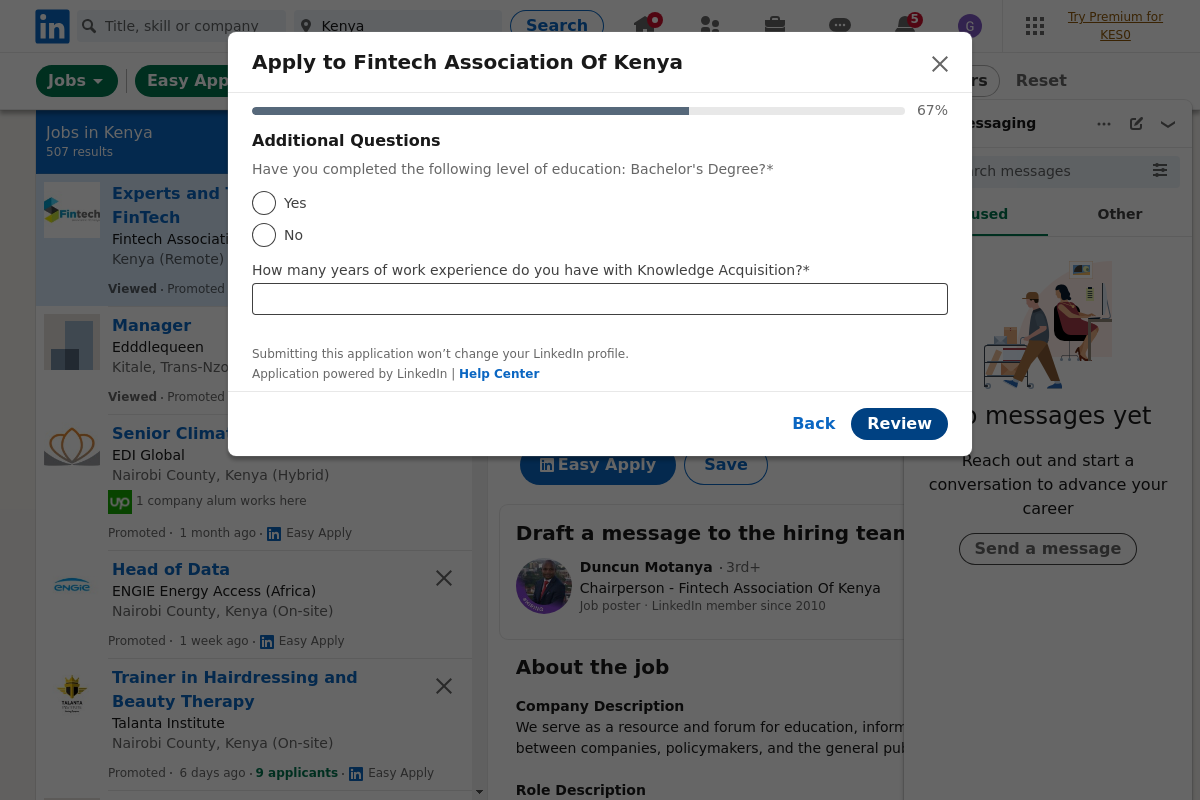 Title, skill or company
Kenya
Search
5
G
Try Premium for
KES0
Jobs
Easy App
rs
Reset
Apply to Fintech Association Of Kenya
67%
Additional Questions
Have you completed the following level of education: Bachelor's Degree?*
Yes
No
How many years of work experience do you have with Knowledge Acquisition?*
Submitting this application won’t change your LinkedIn profile.
Application powered by LinkedIn | Help Center
Back
Review
Jobs in Kenya
507 results
Fintech
Experts and
FinTech
Fintech Associati
Kenya (Remote)
Viewed · Promoted
Manager
Edddlequeen
Kitale, Trans-Nzo
Viewed · Promoted
Senior Clima
EDI Global
Nairobi County, Kenya (Hybrid)
up 1 company alum works here
Promoted · 1 month ago · in Easy Apply
ENGIE
Head of Data
ENGIE Energy Access (Africa)
Nairobi County, Kenya (On-site)
Promoted · 1 week ago · in Easy Apply
TALANTA
Trainer in Hairdressing and
Beauty Therapy
Talanta Institute
Nairobi County, Kenya (On-site)
Promoted · 6 days ago · 9 applicants · in Easy Apply
in Easy Apply
Save
Draft a message to the hiring team
Duncun Motanya · 3rd+
Chairperson - Fintech Association Of Kenya
Job poster · LinkedIn member since 2010
About the job
Company Description
We serve as a resource and forum for education, inform
between companies, policymakers, and the general pul
Role Description
essaging
rch messages
used
Other
o messages yet
Reach out and start a
conversation to advance your
career
Send a message